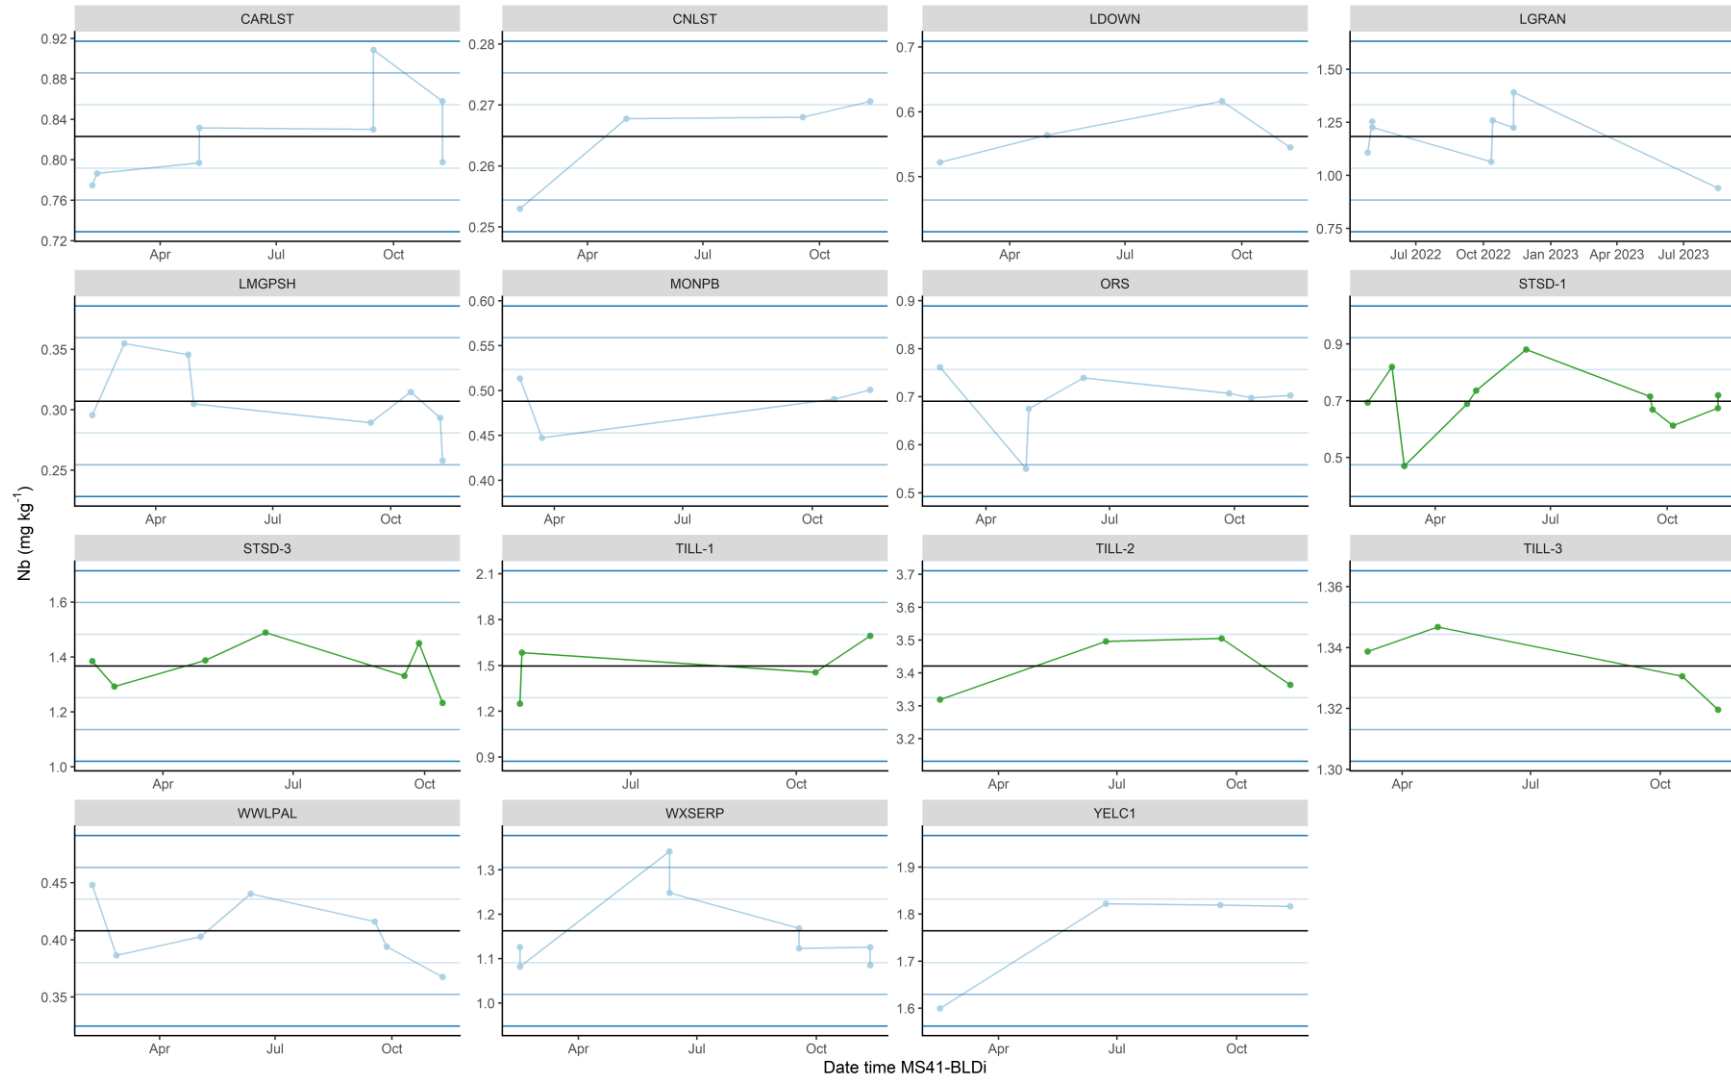 CARLST CNLST LDOWN LGRAN
0.92 0.88 0.84 0.80 0.76 0.72
0.28 0.27 0.26 0.25
0.7 0.6 0.5
1.50 1.25 1.00 0.75
Apr Jul Oct Apr Jul Oct Apr Jul Oct Jul 2022 Oct 2022 Jan 2023 Apr 2023 Jul 2023
LMGPSH MONPB ORS STSD-1
0.35 0.30 0.25
0.60 0.55 0.50 0.45 0.40
0.9 0.8 0.7 0.6 0.5
0.9 0.7 0.5
Apr Jul Oct Apr Jul Oct Apr Jul Oct Apr Jul Oct
Nb (mg kg⁻¹)
STSD-3 TILL-1 TILL-2 TILL-3
1.6 1.4 1.2 1.0
2.1 1.8 1.5 1.2 0.9
3.7 3.6 3.5 3.4 3.3 3.2
1.36 1.34 1.32 1.30
Apr Jul Oct Jul Oct Apr Jul Oct Apr Jul Oct
WWLPAL WXSERP YELC1
0.45 0.40 0.35
1.3 1.2 1.1 1.0
1.9 1.8 1.7 1.6
Apr Jul Oct Apr Jul Oct Apr Jul Oct
Date time MS41-BLDi